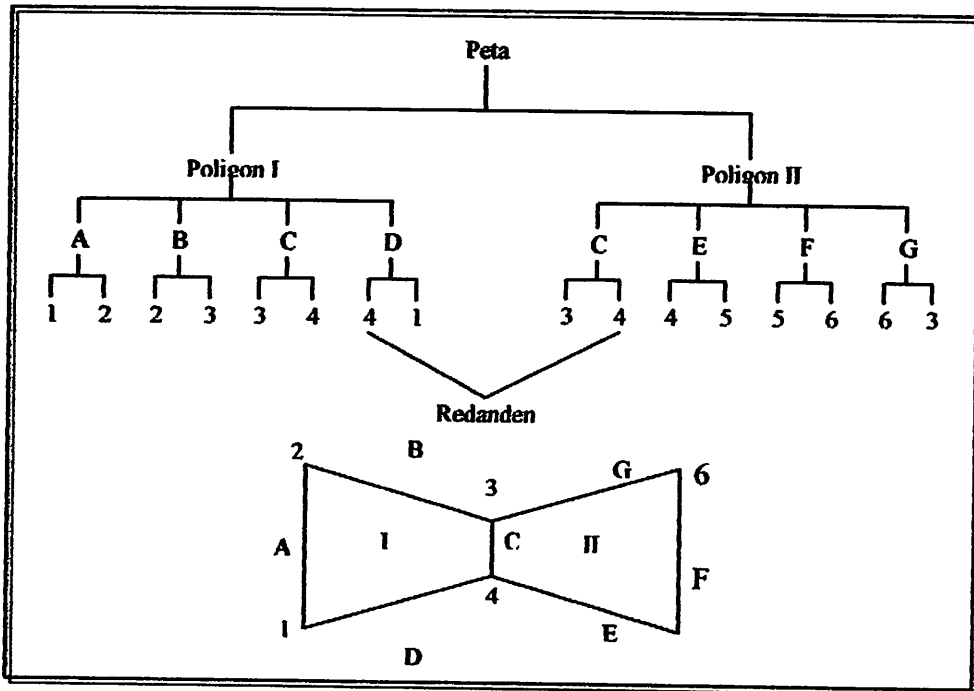 Peta
Poligon I Poligon II
A B C D C E F G
1 2 2 3 3 4 4 1 3 4 4 5 5 6 6 3
Redanden
2 B G 6
3
A I C II
F
4
1 E
D